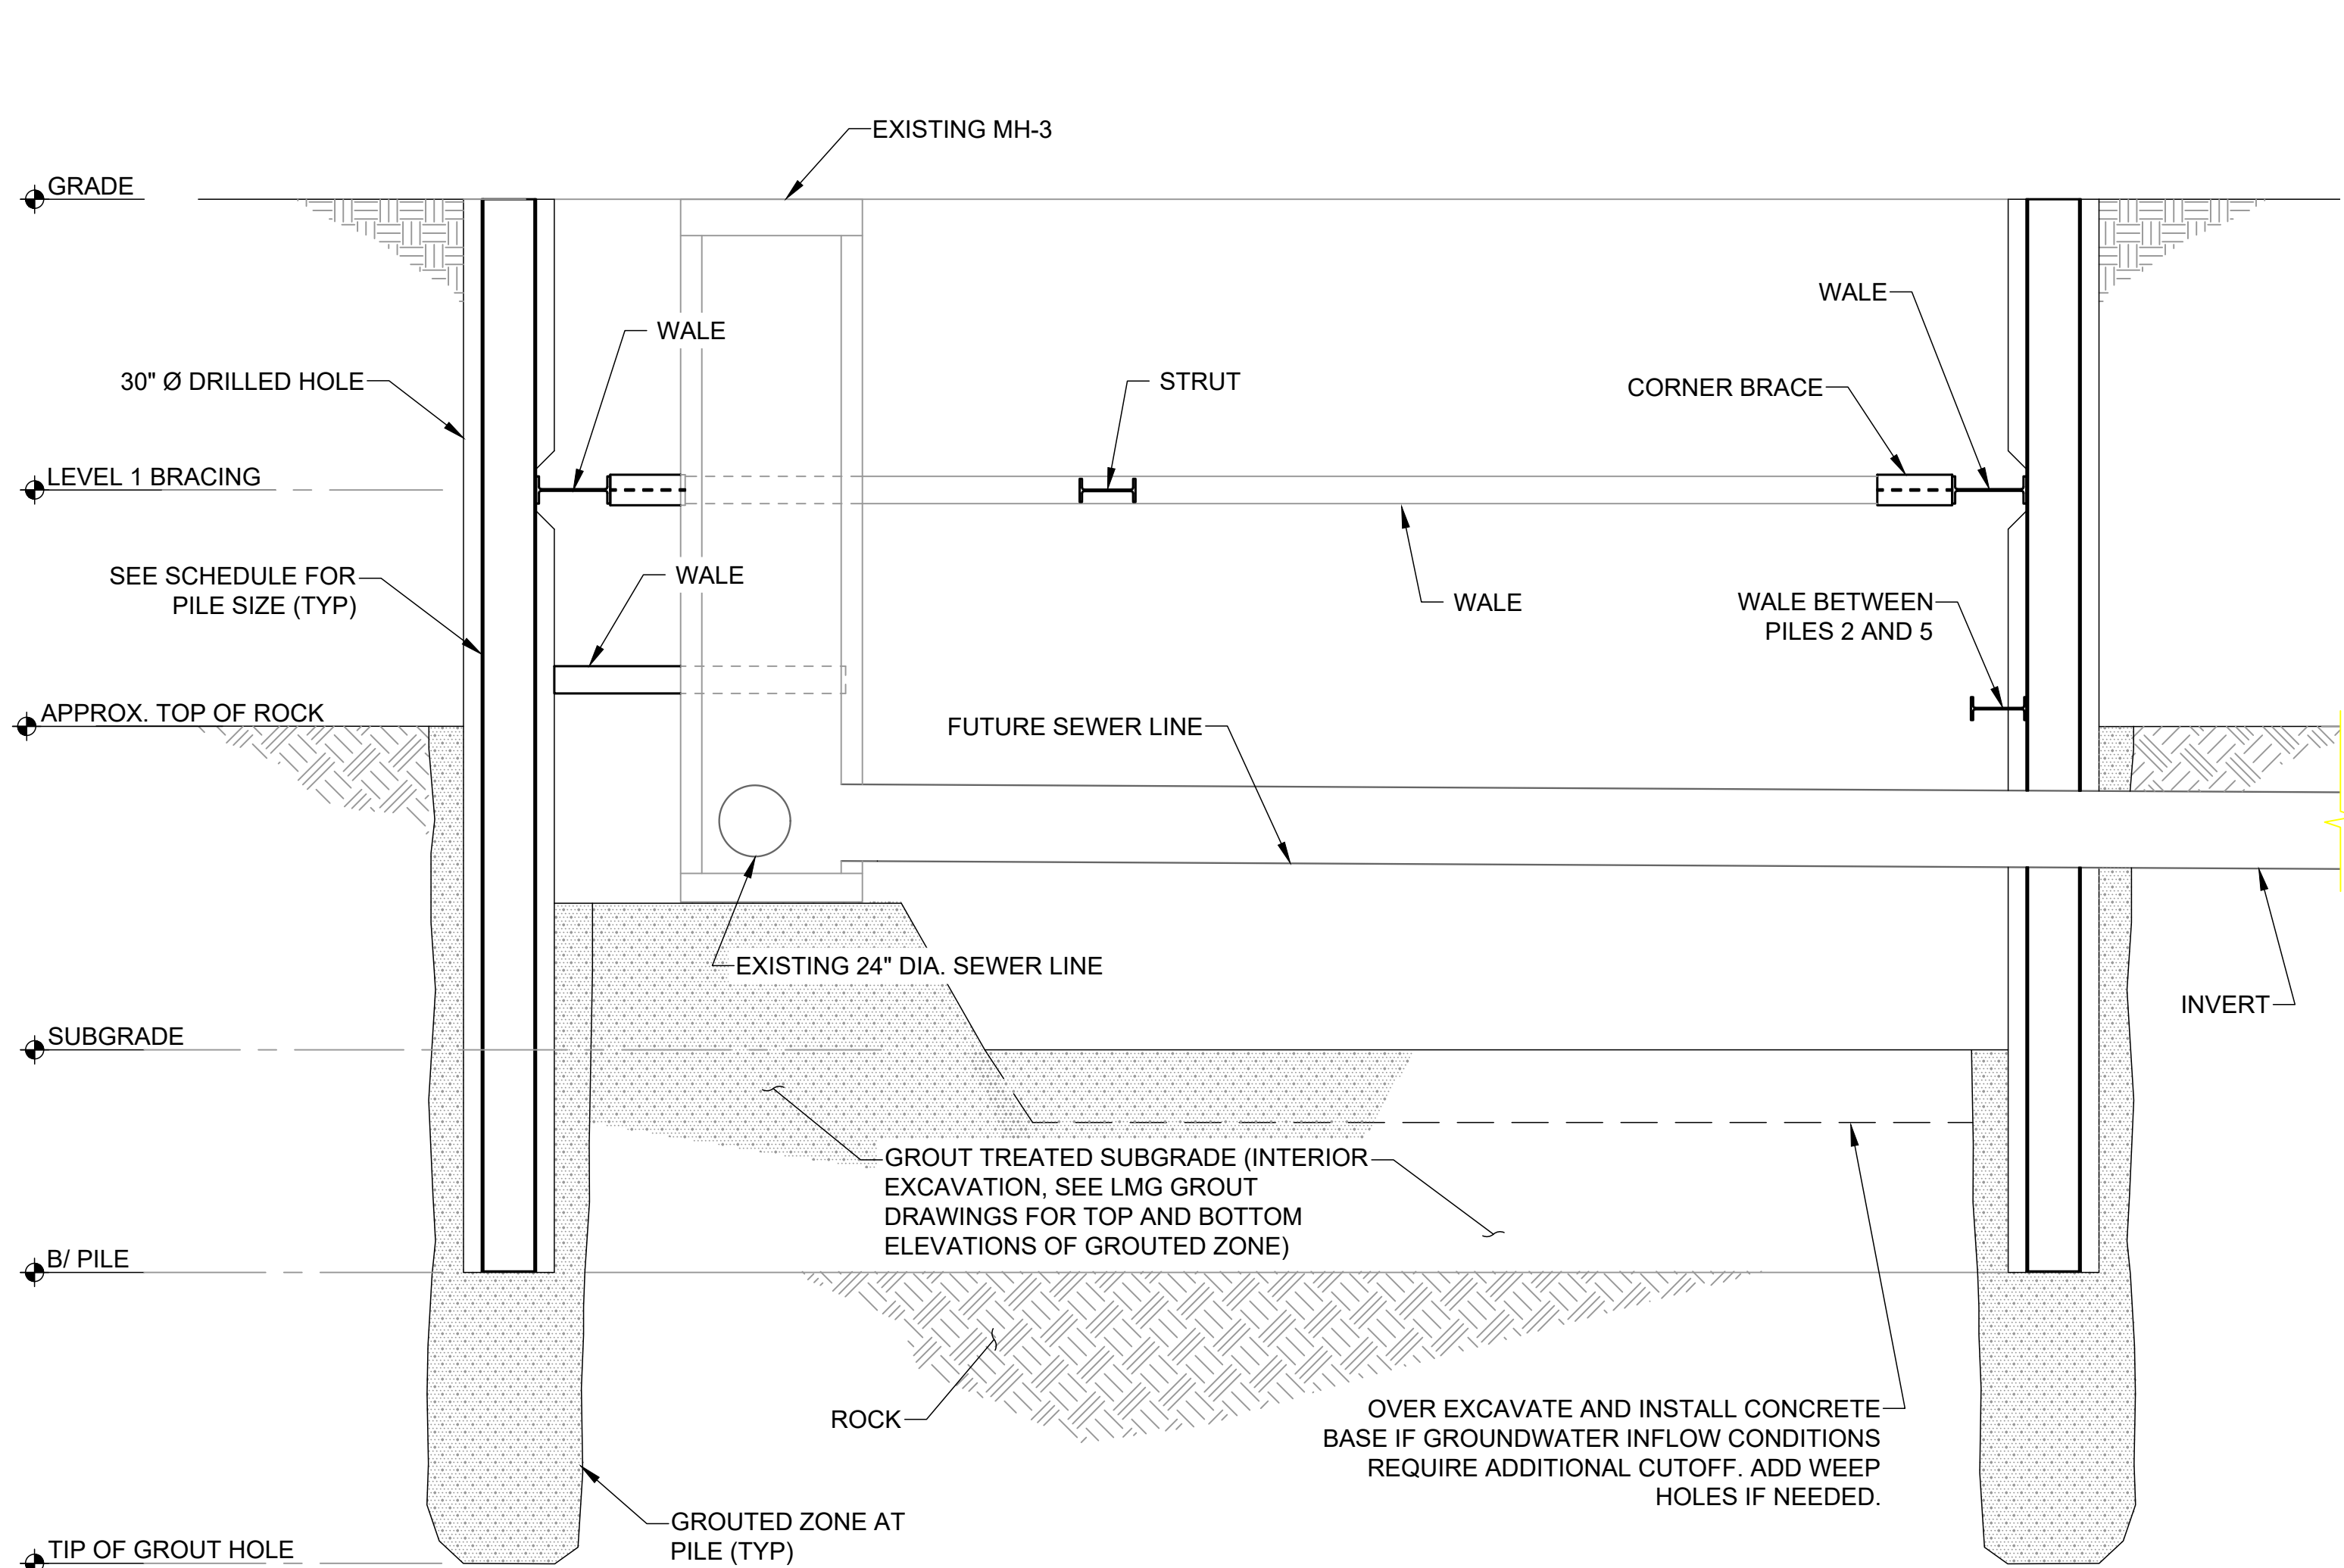 EXISTING MH-3
GRADE
WALE
WALE
30" Ø DRILLED HOLE
STRUT
CORNER BRACE
LEVEL 1 BRACING
SEE SCHEDULE FOR
PILE SIZE (TYP)
WALE
WALE
WALE BETWEEN
PILES 2 AND 5
APPROX. TOP OF ROCK
FUTURE SEWER LINE
EXISTING 24" DIA. SEWER LINE
INVERT
SUBGRADE
GROUT TREATED SUBGRADE (INTERIOR
EXCAVATION, SEE LMG GROUT
DRAWINGS FOR TOP AND BOTTOM
ELEVATIONS OF GROUTED ZONE)
B/ PILE
ROCK
OVER EXCAVATE AND INSTALL CONCRETE
BASE IF GROUNDWATER INFLOW CONDITIONS
REQUIRE ADDITIONAL CUTOFF. ADD WEEP
HOLES IF NEEDED.
GROUTED ZONE AT
PILE (TYP)
TIP OF GROUT HOLE